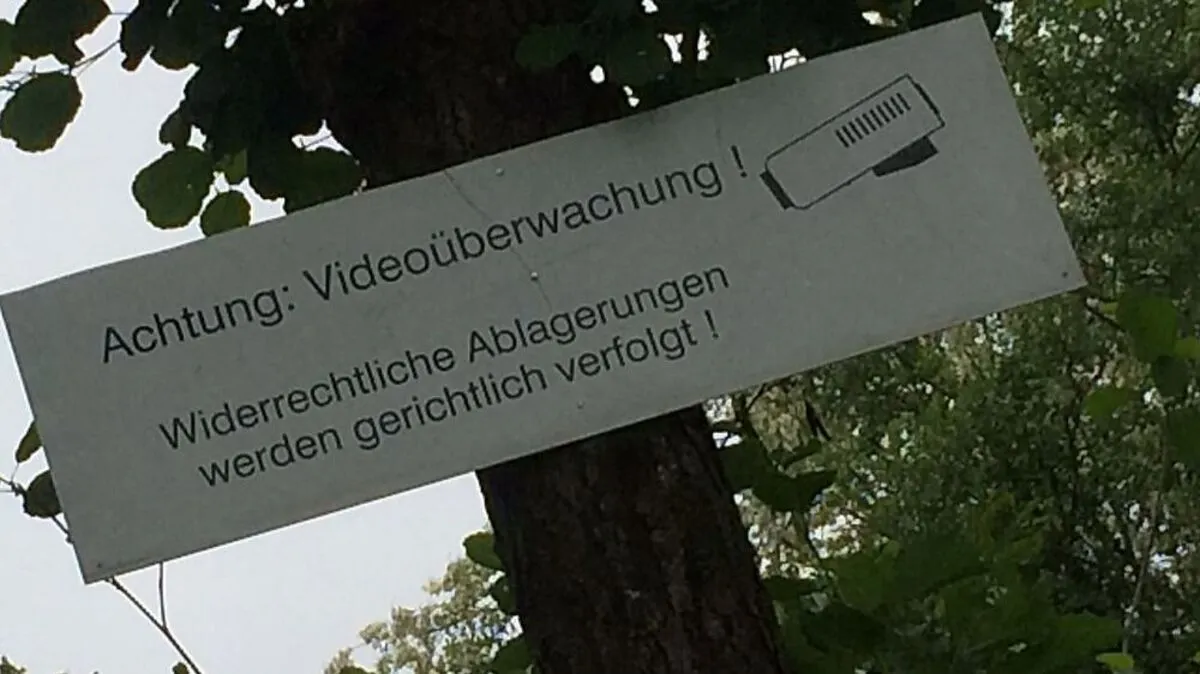 Achtung: Videoüberwachung !
Widerrechtliche Ablagerungen
werden gerichtlich verfolgt !